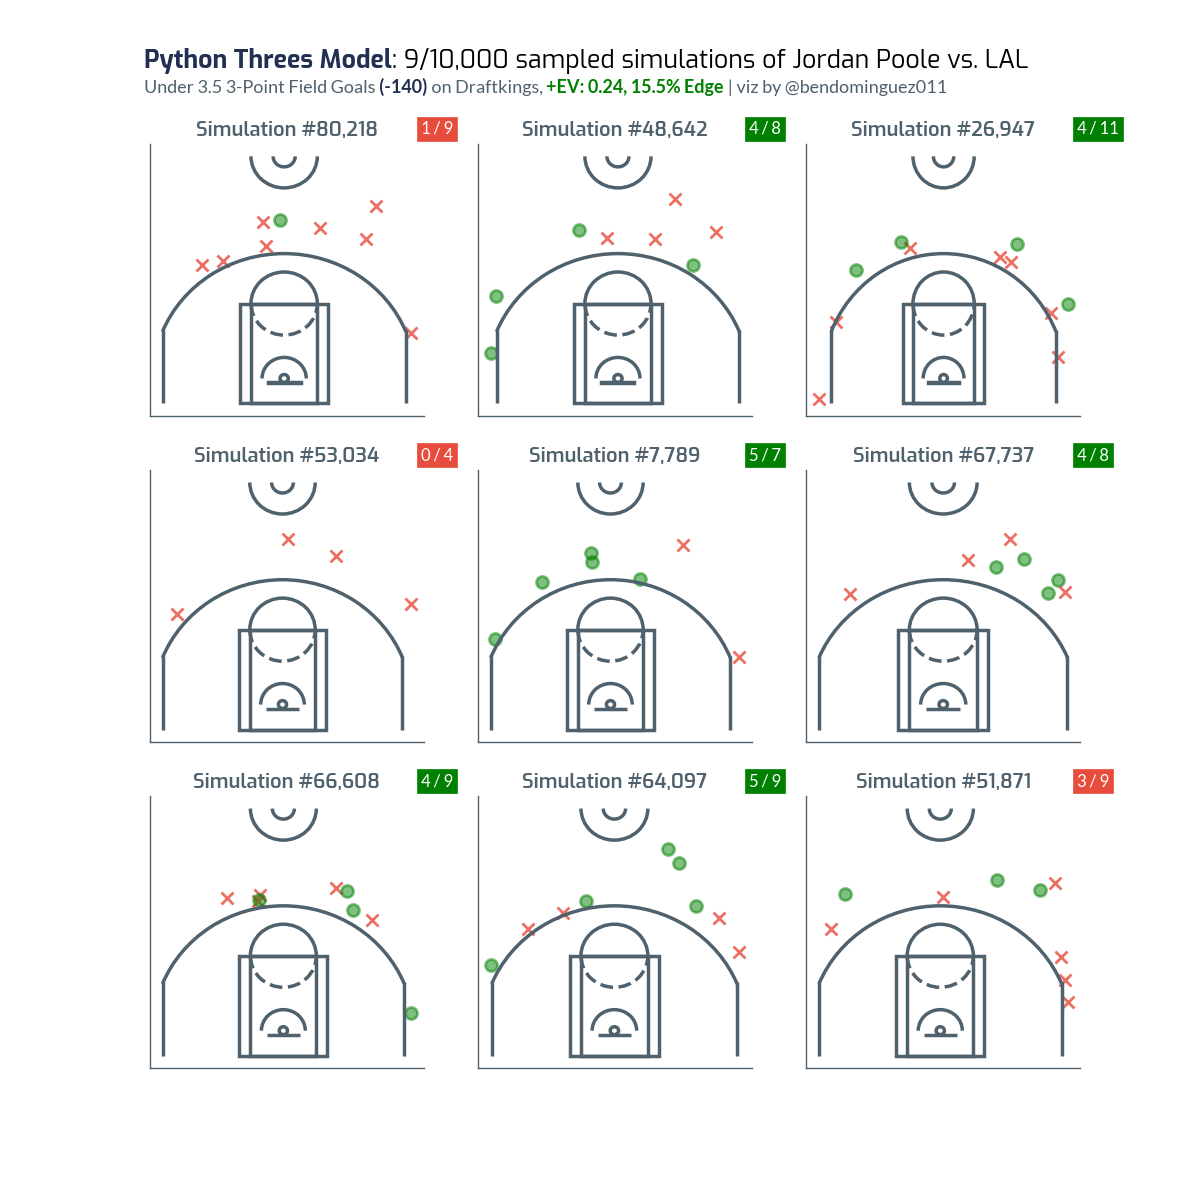 Python Threes Model: 9/10,000 sampled simulations of Jordan Poole vs. LAL
Under 3.5 3-Point Field Goals (-140) on Draftkings, +EV: 0.24, 15.5% Edge | viz by @bendominguez011
Simulation #80,218 1 / 9
Simulation #48,642 4 / 8
Simulation #26,947 4 / 11
Simulation #53,034 0 / 4
Simulation #7,789 5 / 7
Simulation #67,737 4 / 8
Simulation #66,608 4 / 9
Simulation #64,097 5 / 9
Simulation #51,871 3 / 9